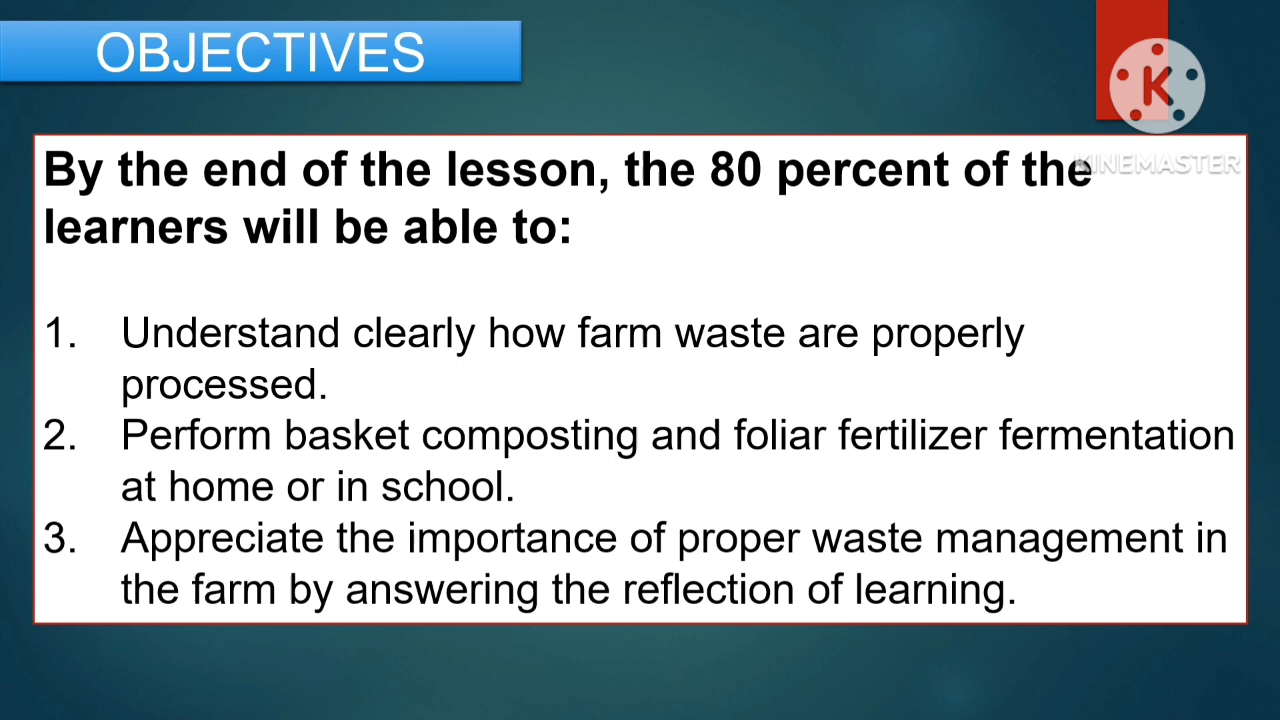 OBJECTIVES
K
KINEMASTER
By the end of the lesson, the 80 percent of the
learners will be able to:
1. Understand clearly how farm waste are properly
processed.
2. Perform basket composting and foliar fertilizer fermentation
at home or in school.
3. Appreciate the importance of proper waste management in
the farm by answering the reflection of learning.